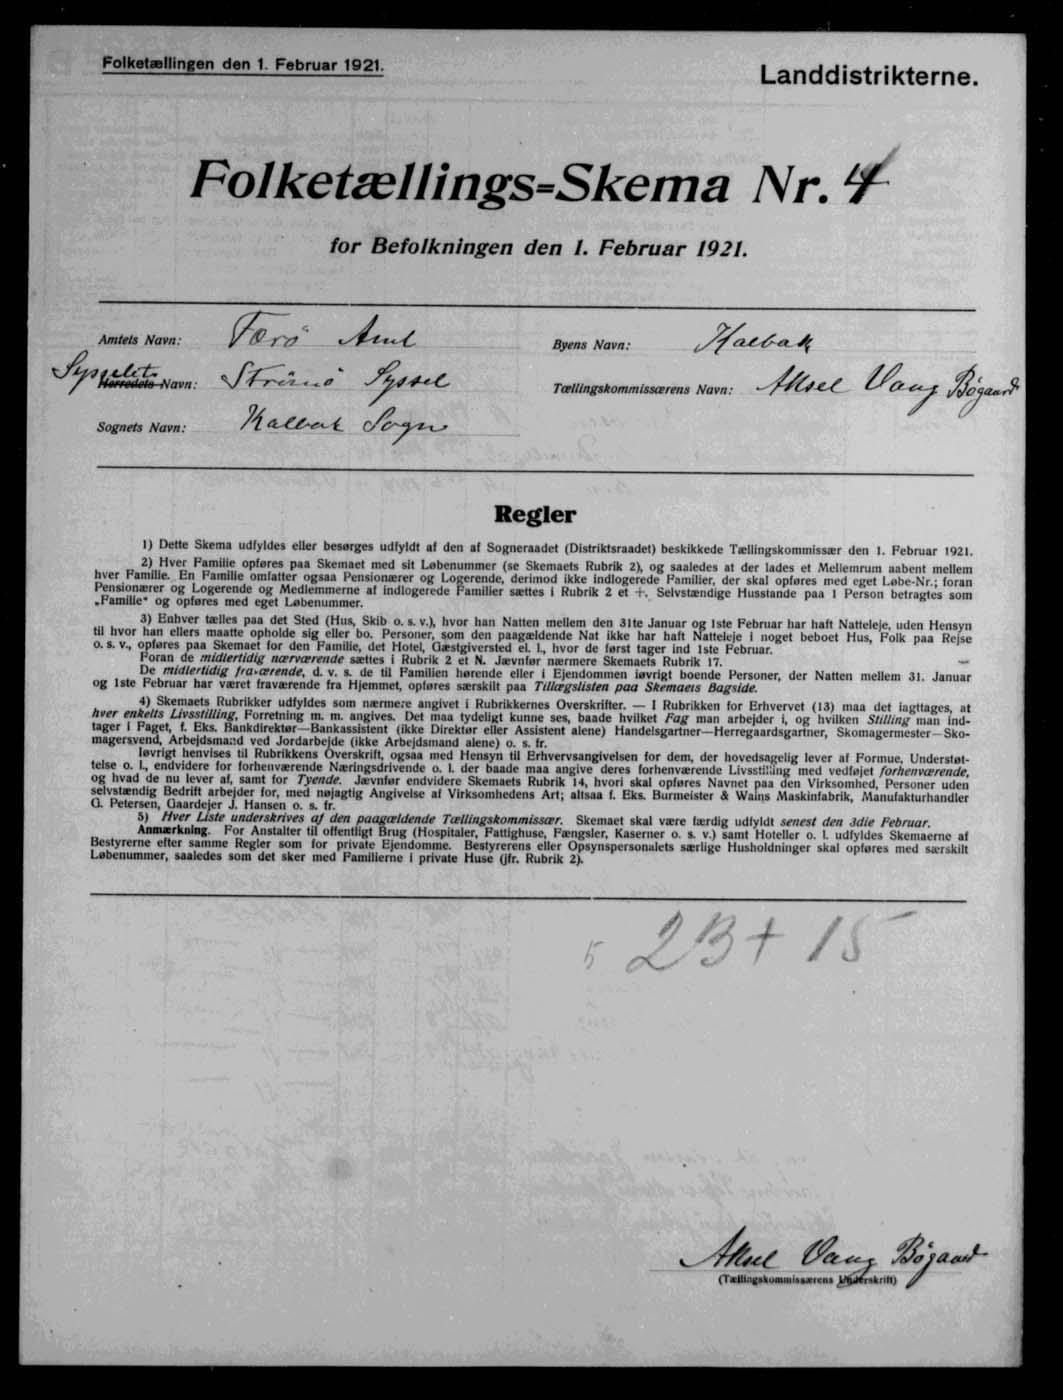 Folketællingen den 1. Februar 1921.
Landdistrikterne.
Folketællings-Skema Nr. 4
for Befolkningen den 1. Februar 1921.
Amtets Navn: Færö Amt
Byens Navn: Kalbak
Sysselets
Herredets Navn: Strömö Syssel
Tællingskommissærens Navn: Aksel Vang Bøgaard
Sognets Navn: Kalbak Sogn
Regler
1) Dette Skema udfyldes eller besørges udfyldt af den af Sogneraadet (Distriktsraadet) beskikkede Tællingskommissær den 1. Februar 1921.
2) Hver Familie opføres paa Skemaet med sit Løbenummer (se Skemaets Rubrik 2), og saaledes at der lades et Mellemrum aabent mellem
hver Familie. En Familie omfatter ogsaa Pensionærer og Logerende, derimod ikke indlogerede Familier, der skal opføres med eget Løbe-Nr.; foran
Pensionærer og Logerende og Medlemmerne af indlogerede Familier sættes i Rubrik 2 et +. Selvstændige Husstande paa 1 Person betragtes som
„Familie“ og opføres med eget Løbenummer.
3) Enhver tælles paa det Sted (Hus, Skib o. s. v.), hvor han Natten mellem den 31te Januar og 1ste Februar har haft Natteleje, uden Hensyn
til hvor han ellers maatte opholde sig eller bo. Personer, som den paagældende Nat ikke har haft Natteleje i noget beboet Hus, Folk paa Rejse
o. s. v., opføres paa Skemaet for den Familie, det Hotel, Gæstgiversted el. l., hvor de først tager ind 1ste Februar.
Foran de midlertidig nærværende sættes i Rubrik 2 et N. Jævnfør nærmere Skemaets Rubrik 17.
De midlertidig fraværende, d. v. s. de til Familien hørende eller i Ejendommen iøvrigt boende Personer, der Natten mellem 31. Januar
og 1ste Februar har været fraværende fra Hjemmet, opføres særskilt paa Tillægslisten paa Skemaets Bagside.
4) Skemaets Rubrikker udfyldes som nærmere angivet i Rubrikkernes Overskrifter. — I Rubrikken for Erhvervet (13) maa det iagttages, at
hver enkelts Livsstilling, Forretning m. m. angives. Det maa tydeligt kunne ses, baade hvilket Fag man arbejder i, og hvilken Stilling man ind-
tager i Faget, f. Eks. Bankdirektør—Bankassistent (ikke Direktør eller Assistent alene) Handelsgartner—Herregaardsgartner, Skomagermester—Sko-
magersvend, Arbejdsmand ved Jordarbejde (ikke Arbejdsmand alene) o. s. fr.
Iøvrigt henvises til Rubrikkens Overskrift, ogsaa med Hensyn til Erhvervsangivelsen for dem, der hovedsagelig lever af Formue, Understøt-
telse o. l., endvidere for forhenværende Næringsdrivende o. l. der baade maa angive deres forhenværende Livsstilling med vedføjet forhenværende,
og hvad de nu lever af, samt for Tyende. Jævnfør endvidere Skemaets Rubrik 14, hvori skal opføres Navnet paa den Virksomhed, Personer uden
selvstændig Bedrift arbejder for, med nøjagtig Angivelse af Virksomhedens Art; altsaa f. Eks. Burmeister & Wains Maskinfabrik, Manufakturhandler
G. Petersen, Gaardejer J. Hansen o. s. fr.
5) Hver Liste underskrives af den paagældende Tællingskommissær. Skemaet skal være færdig udfyldt senest den 3die Februar.
Anmærkning. For Anstalter til offentligt Brug (Hospitaler, Fattighuse, Fængsler, Kaserner o. s. v.) samt Hoteller o. l. udfyldes Skemaerne af
Bestyrerne efter samme Regler som for private Ejendomme. Bestyrerens eller Opsynspersonalets særlige Husholdninger skal opføres med særskilt
Løbenummer, saaledes som det sker med Familierne i private Huse (jfr. Rubrik 2).
5 23 + 15
Aksel Vang Bøgaard
(Tællingskommissærens Underskrift)